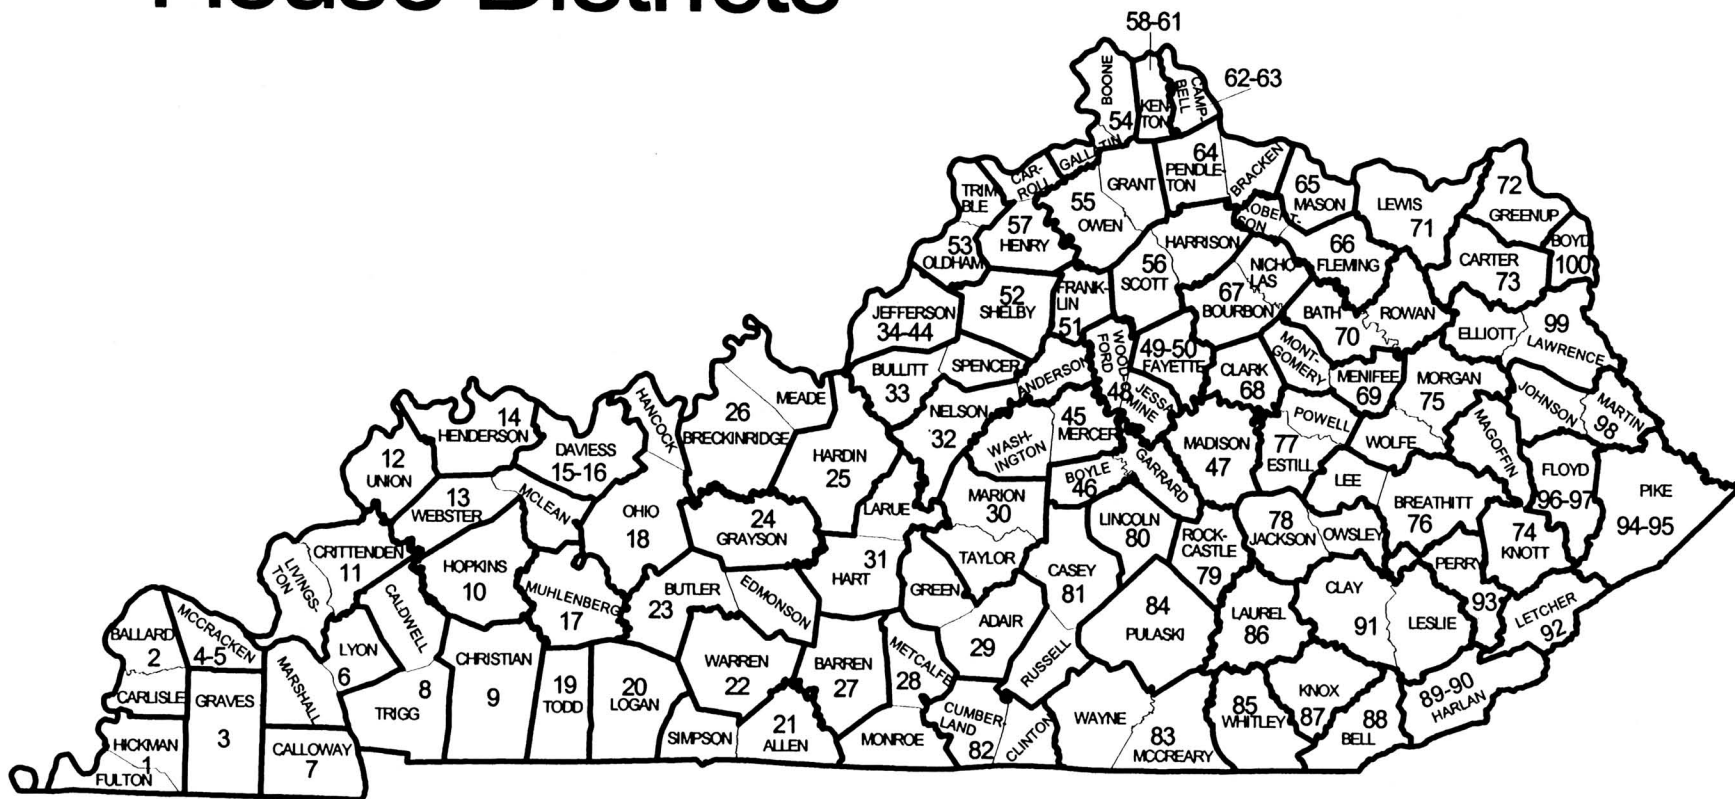 House Districts
58-61
62-63
BOONE
54
KEN-
TON
CAMP-
BELL
GALLATIN
CAR-
ROLL
TRIM
BLE
GRANT
64
PENDLE-
TON
BRACKEN
65
MASON
LEWIS
71
72
GREENUP
BOYD
100
55
OWEN
57
HENRY
53
OLDHAM
HARRISON
ROBERT-
SON
66
FLEMING
CARTER
73
56
SCOTT
NICHO-
LAS
67
BOURBON
BATH
70
ROWAN
ELLIOTT
99
LAWRENCE
JEFFERSON
34-44
52
SHELBY
FRANK-
LIN
51
WOOD-
FORD
48
49-50
FAYETTE
MONT-
GOMERY
CLARK
68
MENIFEE
69
MORGAN
75
JOHNSON
MARTIN
98
BULLITT
33
SPENCER
ANDERSON
JESSA
MINE
POWELL
77
ESTILL
WOLFE
MAGOFFIN
FLOYD
96-97
PIKE
94-95
26
BRECKINRIDGE
MEADE
HANCOCK
NELSON
32
WASH-
INGTON
45
MERCER
BOYLE
46
GARRARD
MADISON
47
LEE
BREATHITT
76
74
KNOTT
14
HENDERSON
DAVIESS
15-16
12
UNION
13
WEBSTER
MCLEAN
OHIO
18
HARDIN
25
LARUE
24
GRAYSON
MARION
30
TAYLOR
LINCOLN
80
ROCK-
CASTLE
79
78
JACKSON
OWSLEY
PERRY
93
LETCHER
92
LIVINGS-
TON
CRITTENDEN
11
HOPKINS
10
CALDWELL
MUHLENBERG
17
BUTLER
23
EDMONSON
31
HART
GREEN
CASEY
81
ADAIR
29
84
PULASKI
LAUREL
86
CLAY
91
LESLIE
BALLARD
2
MCCRACKEN
4-5
CARLISLE
GRAVES
3
MARSHALL
LYON
6
8
TRIGG
CHRISTIAN
9
19
TODD
20
LOGAN
WARREN
22
BARREN
27
METCALFE
28
RUSSELL
KNOX
87
85
WHITLEY
88
BELL
89-90
HARLAN
HICKMAN
1
FULTON
CALLOWAY
7
SIMPSON
21
ALLEN
MONROE
CUMBER-
LAND
82
CLINTON
WAYNE
83
MCCREARY